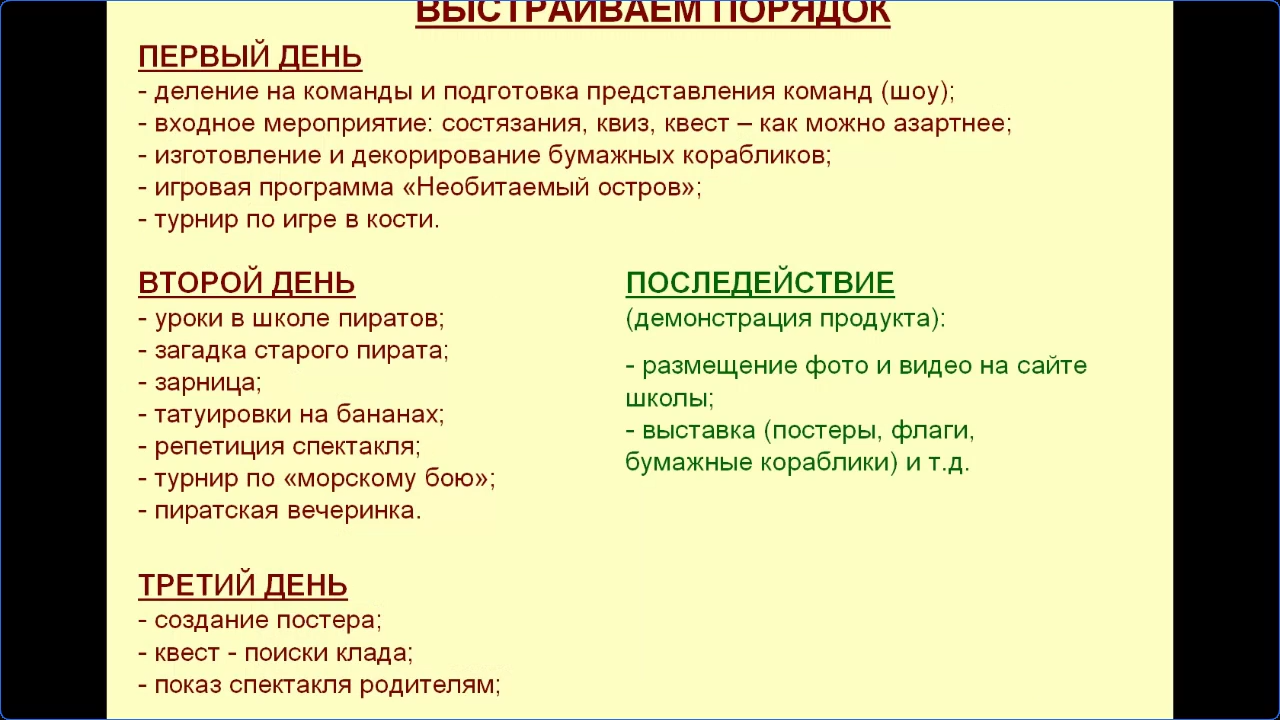 ВЫСТРАИВАЕМ ПОРЯДОК
ПЕРВЫЙ ДЕНЬ
- деление на команды и подготовка представления команд (шоу);
- входное мероприятие: состязания, квиз, квест – как можно азартнее;
- изготовление и декорирование бумажных корабликов;
- игровая программа «Необитаемый остров»;
- турнир по игре в кости.
ВТОРОЙ ДЕНЬ
- уроки в школе пиратов;
- загадка старого пирата;
- зарница;
- татуировки на бананах;
- репетиция спектакля;
- турнир по «морскому бою»;
- пиратская вечеринка.
ПОСЛЕДЕЙСТВИЕ
(демонстрация продукта):
- размещение фото и видео на сайте
школы;
- выставка (постеры, флаги,
бумажные кораблики) и т.д.
ТРЕТИЙ ДЕНЬ
- создание постера;
- квест - поиски клада;
- показ спектакля родителям;